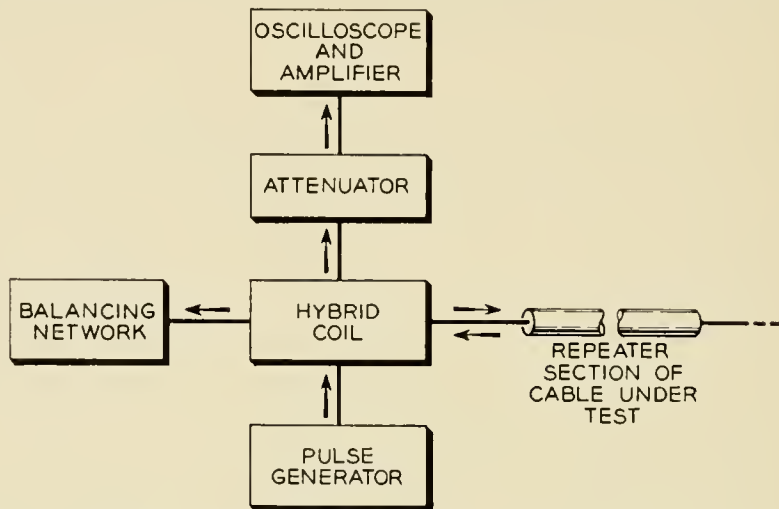 OSCILLOSCOPE
AND
AMPLIFIER
ATTENUATOR
BALANCING
NETWORK
HYBRID
COIL
REPEATER
SECTION OF
CABLE UNDER
TEST
PULSE
GENERATOR